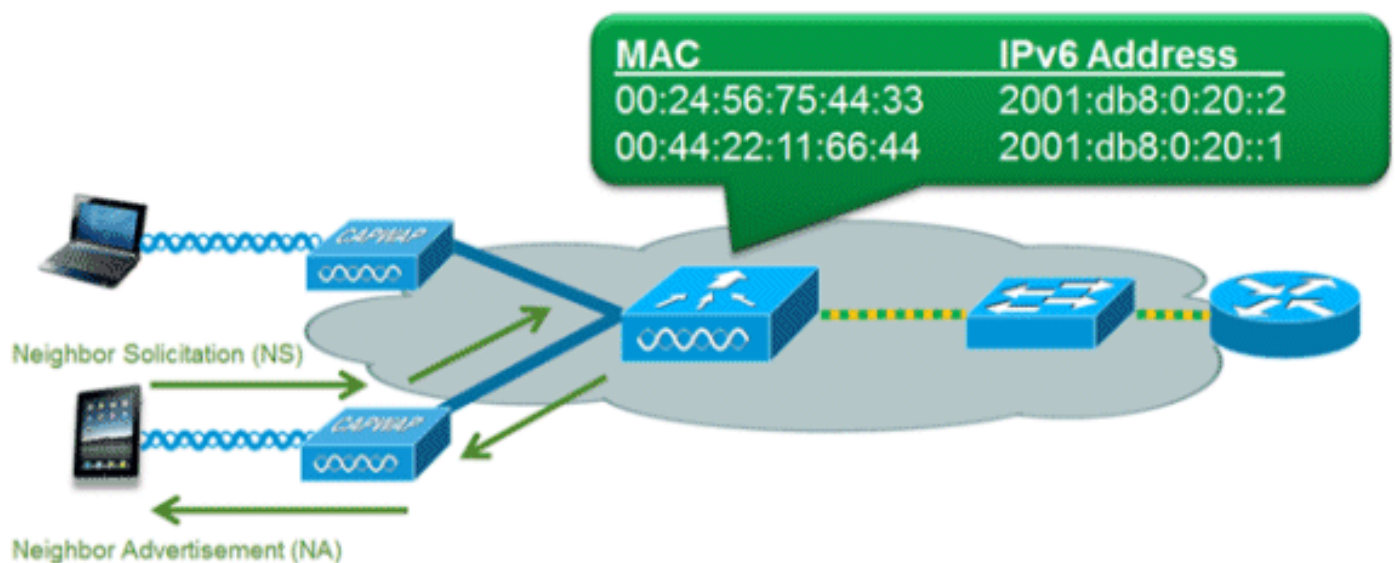 MAC IPv6 Address
00:24:56:75:44:33 2001:db8:0:20::2
00:44:22:11:66:44 2001:db8:0:20::1
CAPWAP
Neighbor Solicitation (NS)
CAPWAP
Neighbor Advertisement (NA)